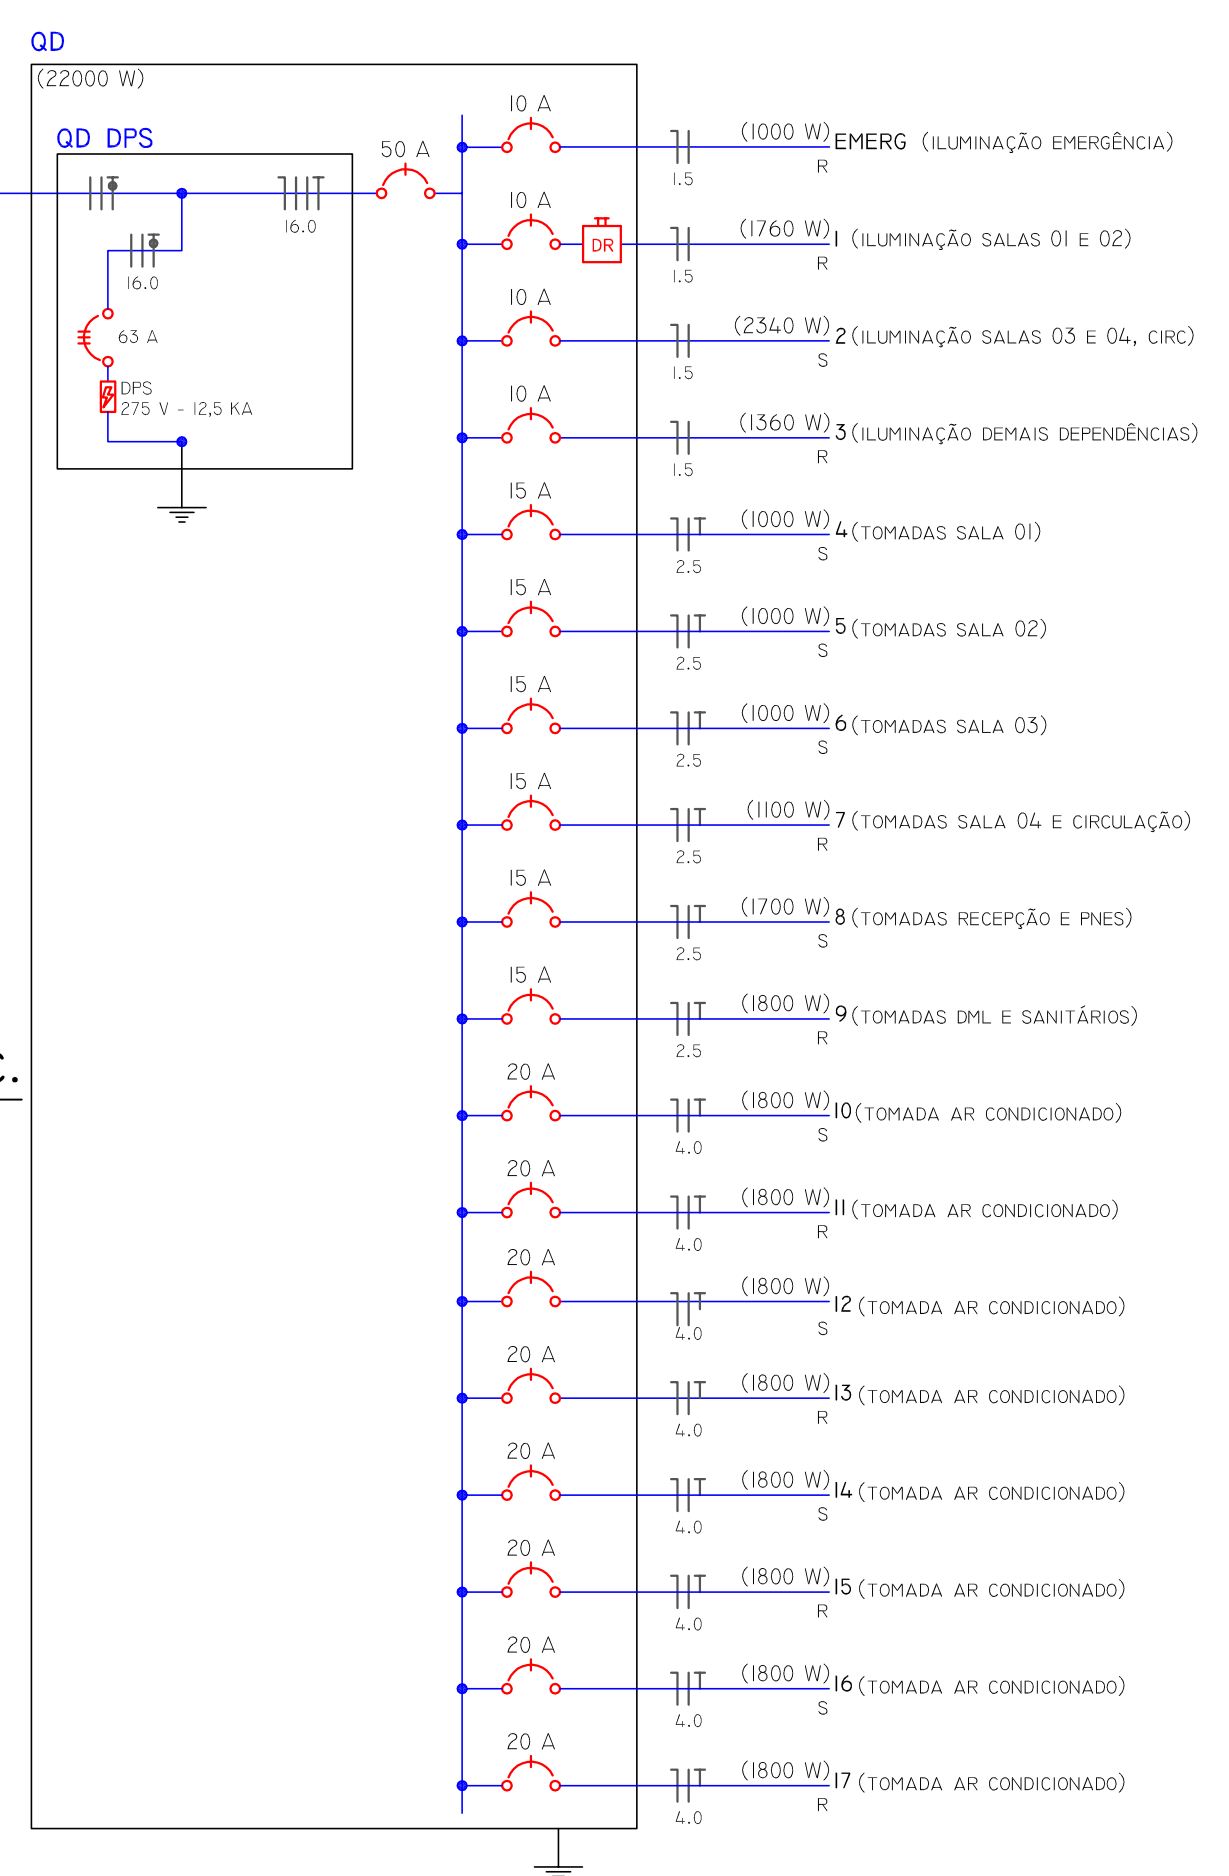 QD
(22000 W)
QD DPS
16.0
16.0
63 A
DPS
275 V - 12,5 KA
50 A
10 A
1.5
(1000 W)
R
EMERG (ILUMINAÇÃO EMERGÊNCIA)
10 A
DR
1.5
(1760 W)
R
1 (ILUMINAÇÃO SALAS 01 E 02)
10 A
1.5
(2340 W)
S
2 (ILUMINAÇÃO SALAS 03 E 04, CIRC)
10 A
1.5
(1360 W)
R
3 (ILUMINAÇÃO DEMAIS DEPENDÊNCIAS)
15 A
2.5
(1000 W)
S
4 (TOMADAS SALA 01)
15 A
2.5
(1000 W)
S
5 (TOMADAS SALA 02)
15 A
2.5
(1000 W)
S
6 (TOMADAS SALA 03)
15 A
2.5
(1100 W)
R
7 (TOMADAS SALA 04 E CIRCULAÇÃO)
15 A
2.5
(1700 W)
S
8 (TOMADAS RECEPÇÃO E PNES)
15 A
2.5
(1800 W)
R
9 (TOMADAS DML E SANITÁRIOS)
20 A
4.0
(1800 W)
S
10 (TOMADA AR CONDICIONADO)
20 A
4.0
(1800 W)
R
11 (TOMADA AR CONDICIONADO)
20 A
4.0
(1800 W)
S
12 (TOMADA AR CONDICIONADO)
20 A
4.0
(1800 W)
R
13 (TOMADA AR CONDICIONADO)
20 A
4.0
(1800 W)
S
14 (TOMADA AR CONDICIONADO)
20 A
4.0
(1800 W)
R
15 (TOMADA AR CONDICIONADO)
20 A
4.0
(1800 W)
S
16 (TOMADA AR CONDICIONADO)
20 A
4.0
(1800 W)
R
17 (TOMADA AR CONDICIONADO)